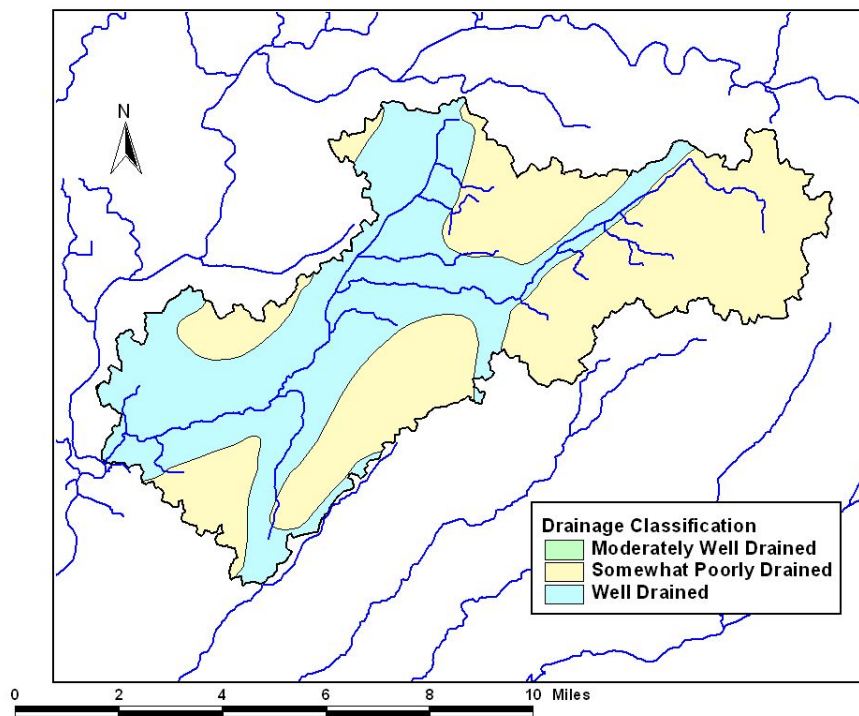 N
Drainage Classification
Moderately Well Drained
Somewhat Poorly Drained
Well Drained
0 2 4 6 8 10 Miles